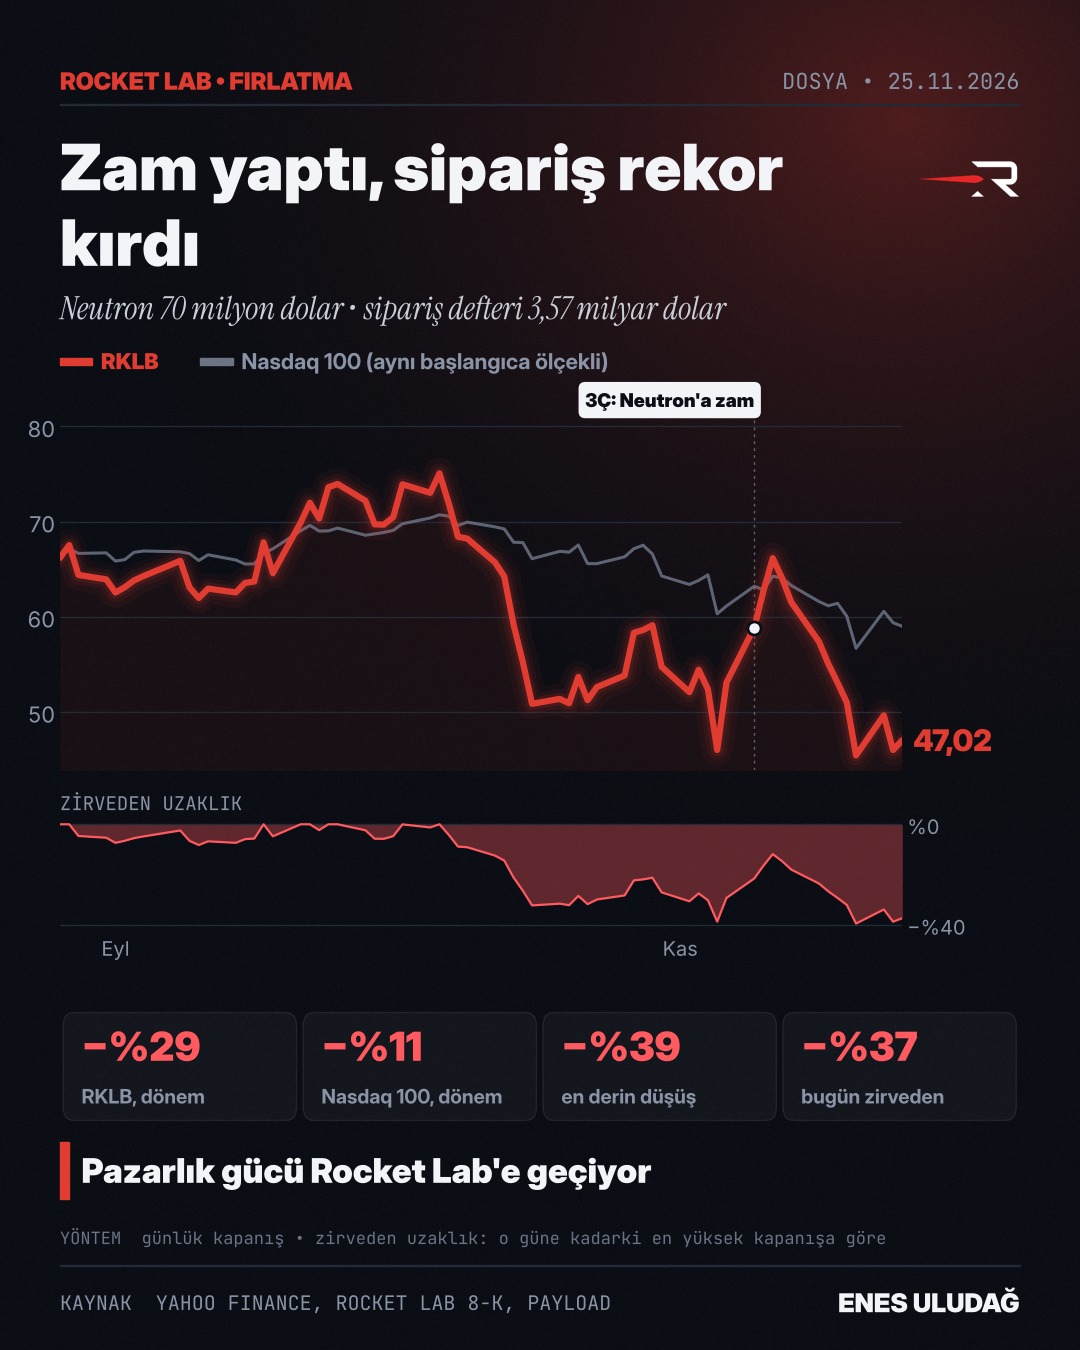 ROCKET LAB • FIRLATMA
DOSYA • 25.11.2026
Zam yaptı, sipariş rekor
kırdı
Neutron 70 milyon dolar • sipariş defteri 3,57 milyar dolar
RKLB
Nasdaq 100 (aynı başlangıca ölçekli)
3Ç: Neutron'a zam
80
70
60
50
47,02
ZİRVEDEN UZAKLIK
%0
−%40
Eyl
Kas
−%29
RKLB, dönem
−%11
Nasdaq 100, dönem
−%39
en derin düşüş
−%37
bugün zirveden
Pazarlık gücü Rocket Lab'e geçiyor
YÖNTEM günlük kapanış • zirveden uzaklık: o güne kadarki en yüksek kapanışa göre
KAYNAK YAHOO FINANCE, ROCKET LAB 8-K, PAYLOAD
ENES ULUDAĞ